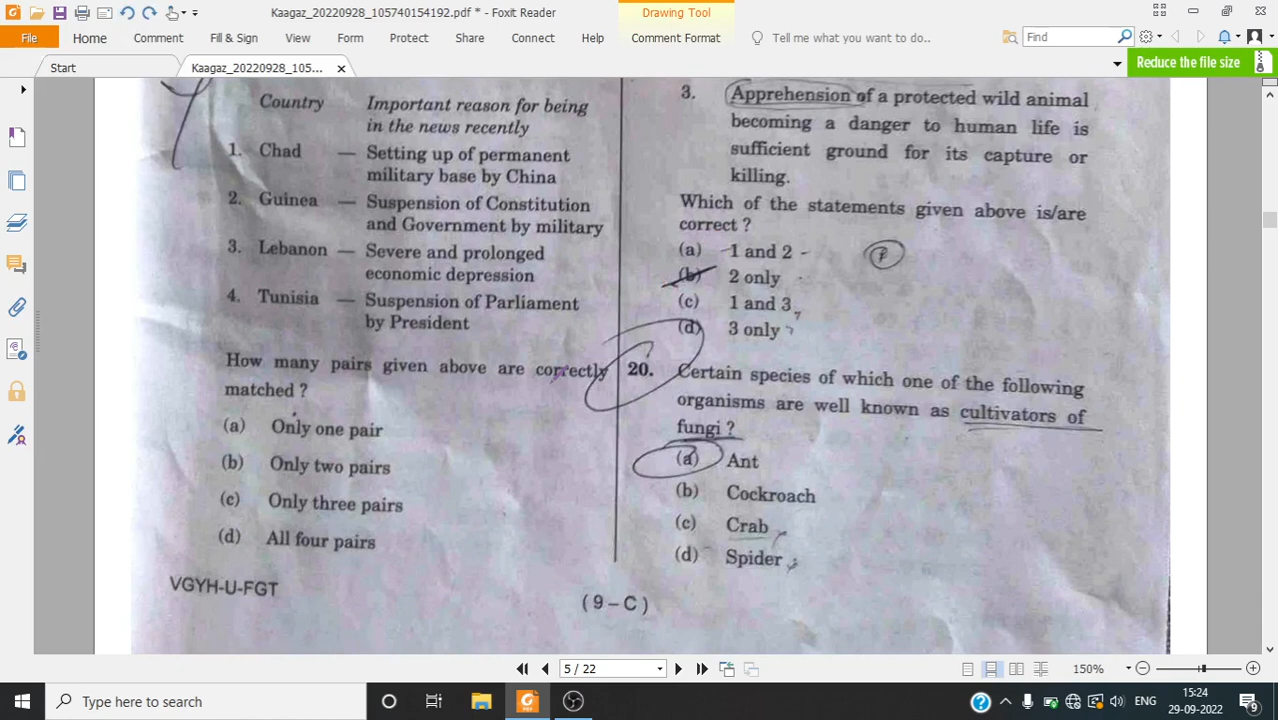 Kaagaz_20220928_105740154192.pdf * - Foxit Reader
Drawing Tool
File
Home
Comment
Fill & Sign
View
Form
Protect
Share
Connect
Help
Comment Format
Tell me what you want to do..
Find
Start
Kaagaz_20220928_105...
Reduce the file size
Country Important reason for being
in the news recently
1. Chad — Setting up of permanent
military base by China
2. Guinea — Suspension of Constitution
and Government by military
3. Lebanon — Severe and prolonged
economic depression
4. Tunisia — Suspension of Parliament
by President
How many pairs given above are correctly
matched ?
(a) Only one pair
(b) Only two pairs
(c) Only three pairs
(d) All four pairs
VGYH-U-FGT
( 9 – C )
3. Apprehension of a protected wild animal
becoming a danger to human life is
sufficient ground for its capture or
killing.
Which of the statements given above is/are
correct ?
(a) 1 and 2
(b) 2 only
(c) 1 and 3
(d) 3 only
20. Certain species of which one of the following
organisms are well known as cultivators of
fungi ?
(a) Ant
(b) Cockroach
(c) Crab
(d) Spider
5 / 22
150%
Type here to search
ENG
15:24
29-09-2022
9